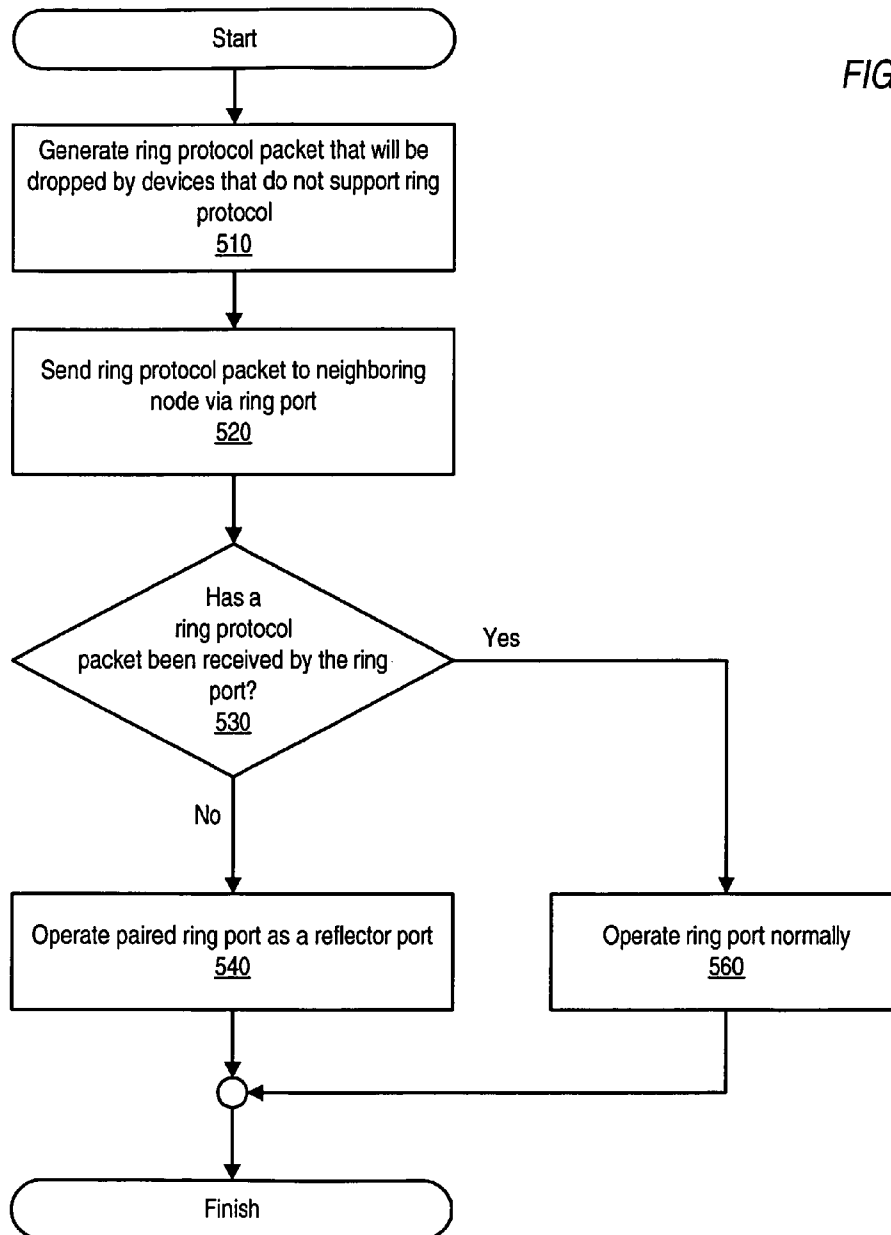 Start
FIG
Generate ring protocol packet that will be
dropped by devices that do not support ring
protocol
510
Send ring protocol packet to neighboring
node via ring port
520
Has a
ring protocol
packet been received by the ring
port?
530
Yes
No
Operate paired ring port as a reflector port
540
Operate ring port normally
560
Finish